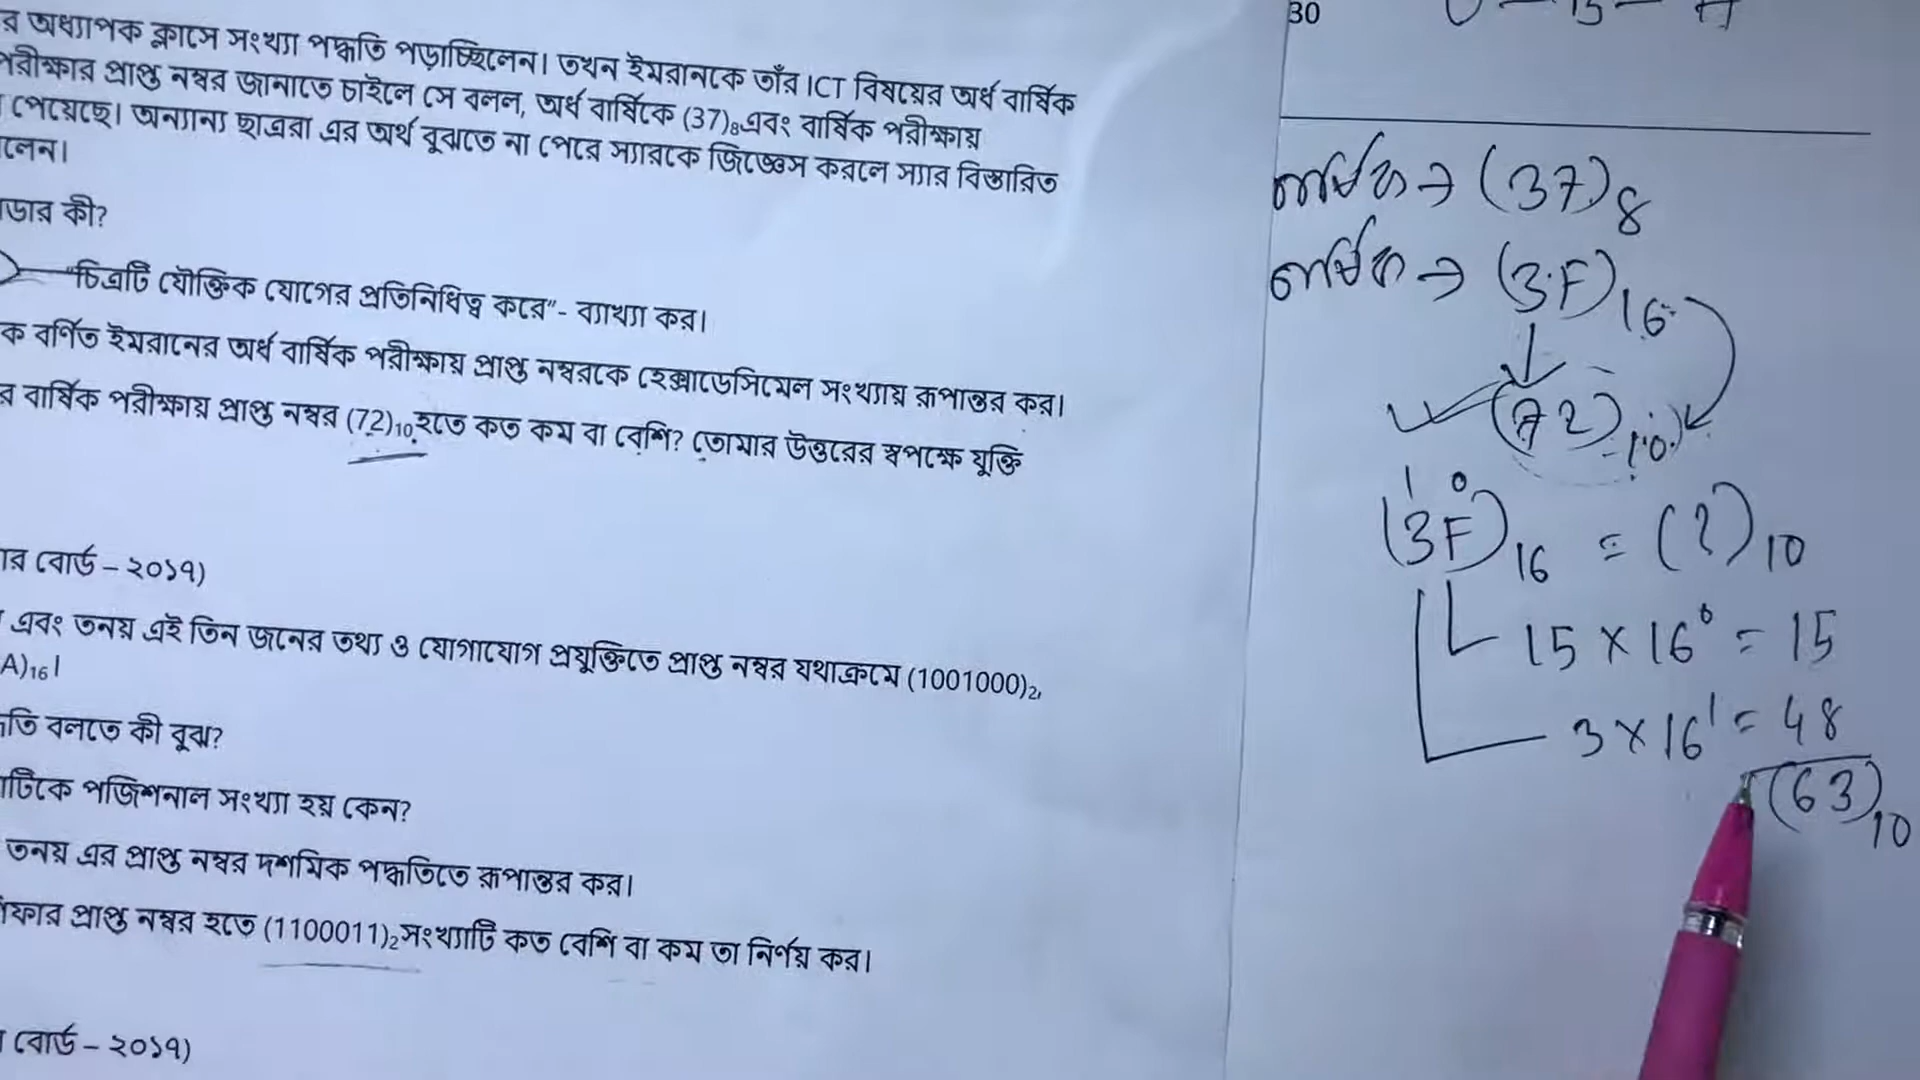 র অধ্যাপক ক্লাসে সংখ্যা পদ্ধতি পড়াচ্ছিলেন। তখন ইমরানকে তাঁর ICT বিষয়ের অর্ধ বার্ষিক
পরীক্ষার প্রাপ্ত নম্বর জানাতে চাইলে সে বলল, অর্ধ বার্ষিকে (37)₈এবং বার্ষিক পরীক্ষায়
পেয়েছে। অন্যান্য ছাত্ররা এর অর্থ বুঝতে না পেরে স্যারকে জিজ্ঞেস করলে স্যার বিস্তারিত
লেন।
ডার কী?
"চিত্রটি যৌক্তিক যোগের প্রতিনিধিত্ব করে"- ব্যাখ্যা কর।
ক বর্ণিত ইমরানের অর্ধ বার্ষিক পরীক্ষায় প্রাপ্ত নম্বরকে হেক্সাডেসিমেল সংখ্যায় রূপান্তর কর।
র বার্ষিক পরীক্ষায় প্রাপ্ত নম্বর (72)₁₀হতে কত কম বা বেশি? তোমার উত্তরের স্বপক্ষে যুক্তি
ার বোর্ড – ২০১৭)
এবং তনয় এই তিন জনের তথ্য ও যোগাযোগ প্রযুক্তিতে প্রাপ্ত নম্বর যথাক্রমে (1001000)₂,
A)₁₆।
তি বলতে কী বুঝ?
টিকে পজিশনাল সংখ্যা হয় কেন?
তনয় এর প্রাপ্ত নম্বর দশমিক পদ্ধতিতে রূপান্তর কর।
ফার প্রাপ্ত নম্বর হতে (1100011)₂সংখ্যাটি কত বেশি বা কম তা নির্ণয় কর।
বোর্ড – ২০১৭)
30
→ (37)₈
বার্ষিক → (3F)₁₆
(72)₁₀
1 0
(3F)₁₆ = (?)₁₀
15 × 16⁰ = 15
3 × 16¹ = 48
(63)₁₀